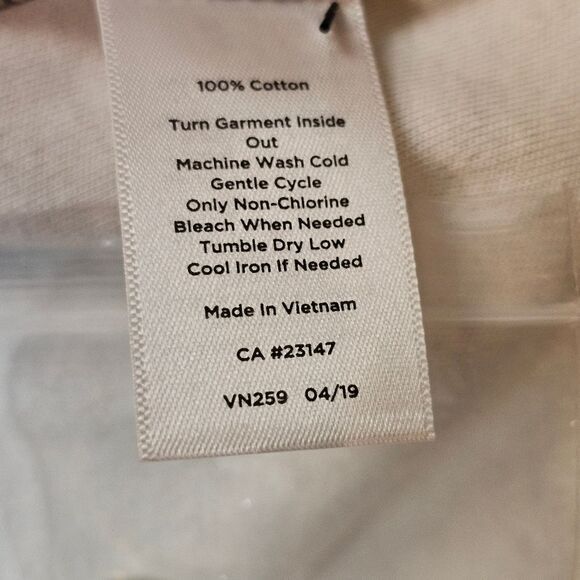 100% Cotton
Turn Garment Inside
Out
Machine Wash Cold
Gentle Cycle
Only Non-Chlorine
Bleach When Needed
Tumble Dry Low
Cool Iron If Needed
Made In Vietnam
CA #23147
VN259 04/19